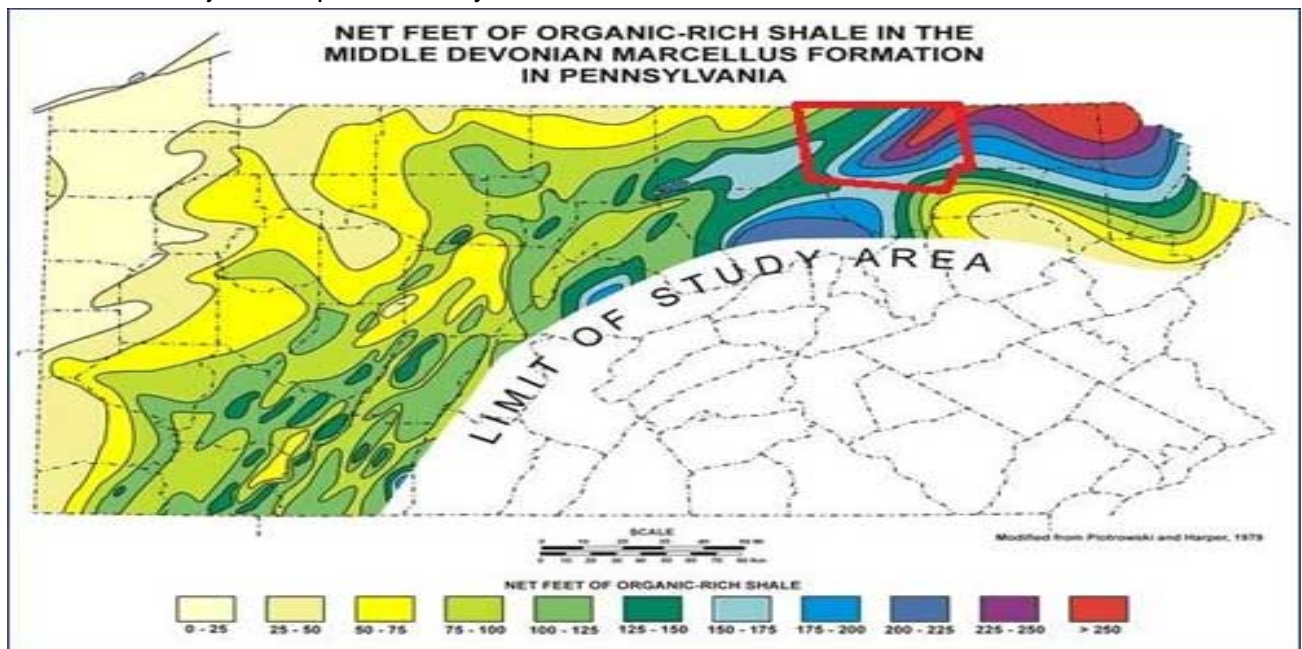 NET FEET OF ORGANIC-RICH SHALE IN THE
MIDDLE DEVONIAN MARCELLUS FORMATION
IN PENNSYLVANIA
LIMIT OF STUDY AREA
SCALE
Modified from Piotrowski and Harper, 1979
NET FEET OF ORGANIC-RICH SHALE
0 - 25 25 - 50 50 - 75 75 - 100 100 - 125 125 - 150 150 - 175 175 - 200 200 - 225 225 - 250 > 250